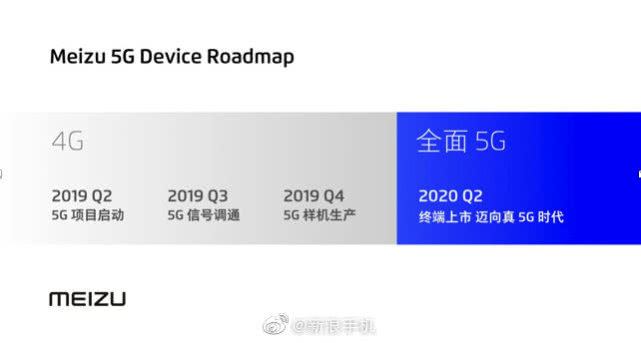 Meizu 5G Device Roadmap
4G
全面 5G
2019 Q2
5G 项目启动
2019 Q3
5G 信号调通
2019 Q4
5G 样机生产
2020 Q2
终端上市 迈向真 5G 时代
MEIZU
@新浪手机